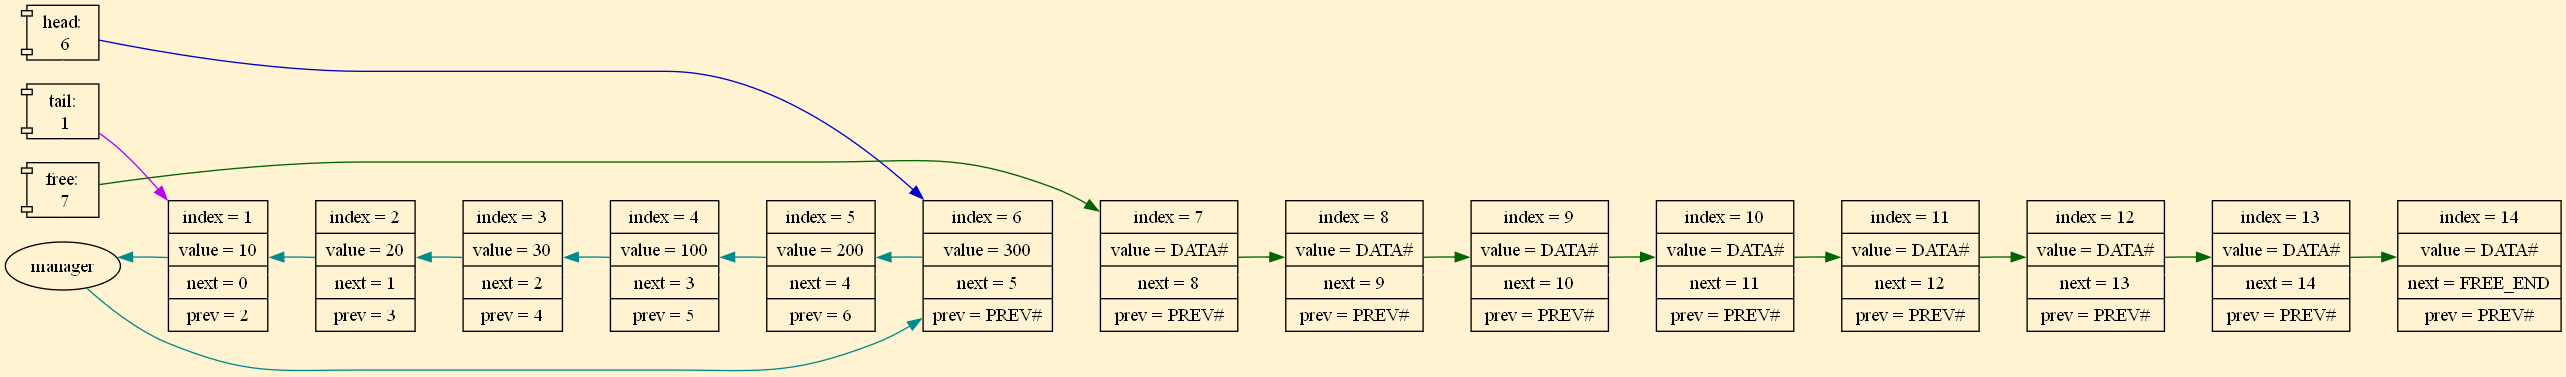 head:
6
tail:
1
free:
7
manager
index = 1
value = 10
next = 0
prev = 2
index = 2
value = 20
next = 1
prev = 3
index = 3
value = 30
next = 2
prev = 4
index = 4
value = 100
next = 3
prev = 5
index = 5
value = 200
next = 4
prev = 6
index = 6
value = 300
next = 5
prev = PREV#
index = 7
value = DATA#
next = 8
prev = PREV#
index = 8
value = DATA#
next = 9
prev = PREV#
index = 9
value = DATA#
next = 10
prev = PREV#
index = 10
value = DATA#
next = 11
prev = PREV#
index = 11
value = DATA#
next = 12
prev = PREV#
index = 12
value = DATA#
next = 13
prev = PREV#
index = 13
value = DATA#
next = 14
prev = PREV#
index = 14
value = DATA#
next = FREE_END
prev = PREV#